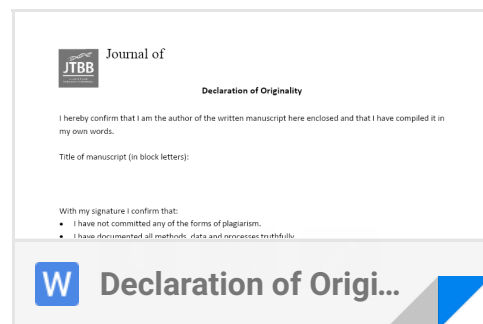 JTBB
Journal of
Declaration of Originality
I hereby confirm that I am the author of the written manuscript here enclosed and that I have compiled it in
my own words.
Title of manuscript (in block letters):
With my signature I confirm that:
• I have not committed any of the forms of plagiarism.
• I have documented all methods, data and processes truthfully.
W Declaration of Origi...